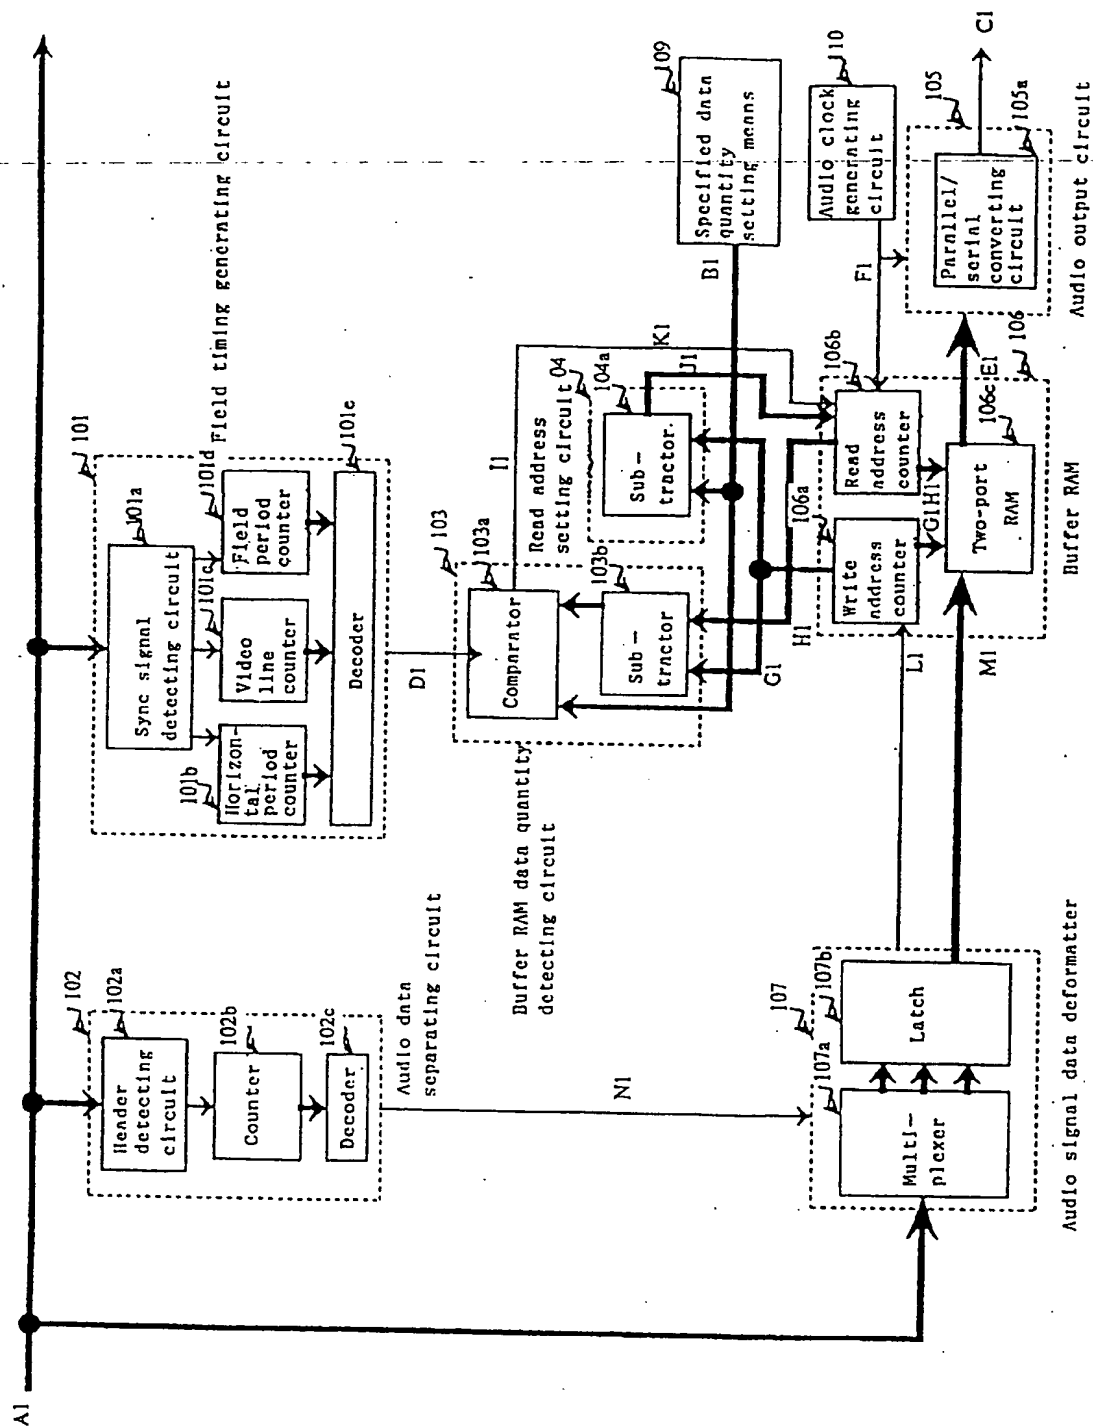 A1
102
102a
Header
detecting
circuit
102b
Counter
102c
Decoder
Audio data
separating circuit
N1
101
101a
Sync signal
detecting circuit
101b
Horizon-
tal
period
counter
101c
Video
line
counter
101d
Field
period
counter
101e
Decoder
Field timing generating circuit
D1
103
103a
Comparator
103b
Sub-
tractor
Buffer RAM data quantity
detecting circuit
I1
Read address
setting circuit
04
104a
Sub-
tractor.
K1
J1
B1
109
Specified data
quantity
setting means
110
Audio clock
generating
circuit
F1
G1
H1
107
107a
Multi-
plexer
107b
Latch
Audio signal data deformatter
L1
M1
106a
Write
address
counter
106b
Read
address
counter
G1
H1
106c
Two-port
RAM
E1
106
Buffer RAM
105
105a
Parallel/
serial
converting
circuit
Audio output circuit
C1